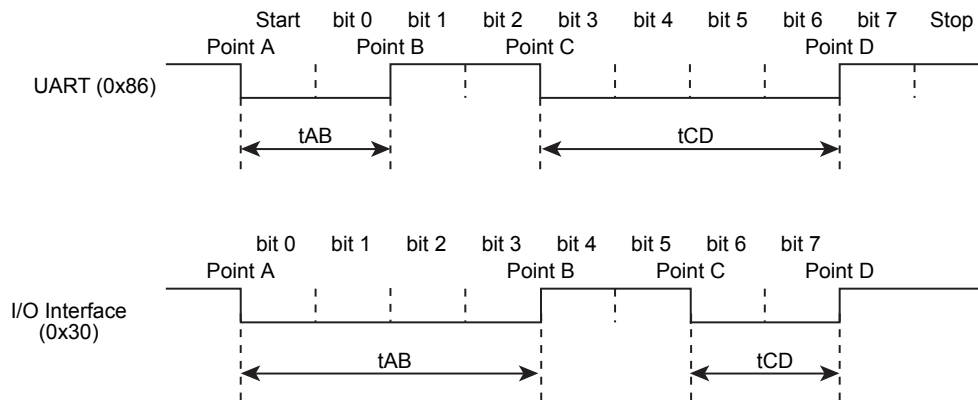 Start bit 0 bit 1 bit 2 bit 3 bit 4 bit 5 bit 6 bit 7 Stop
Point A Point B Point C Point D
UART (0x86)
tAB tCD
bit 0 bit 1 bit 2 bit 3 bit 4 bit 5 bit 6 bit 7
Point A Point B Point C Point D
I/O Interface
(0x30)
tAB tCD